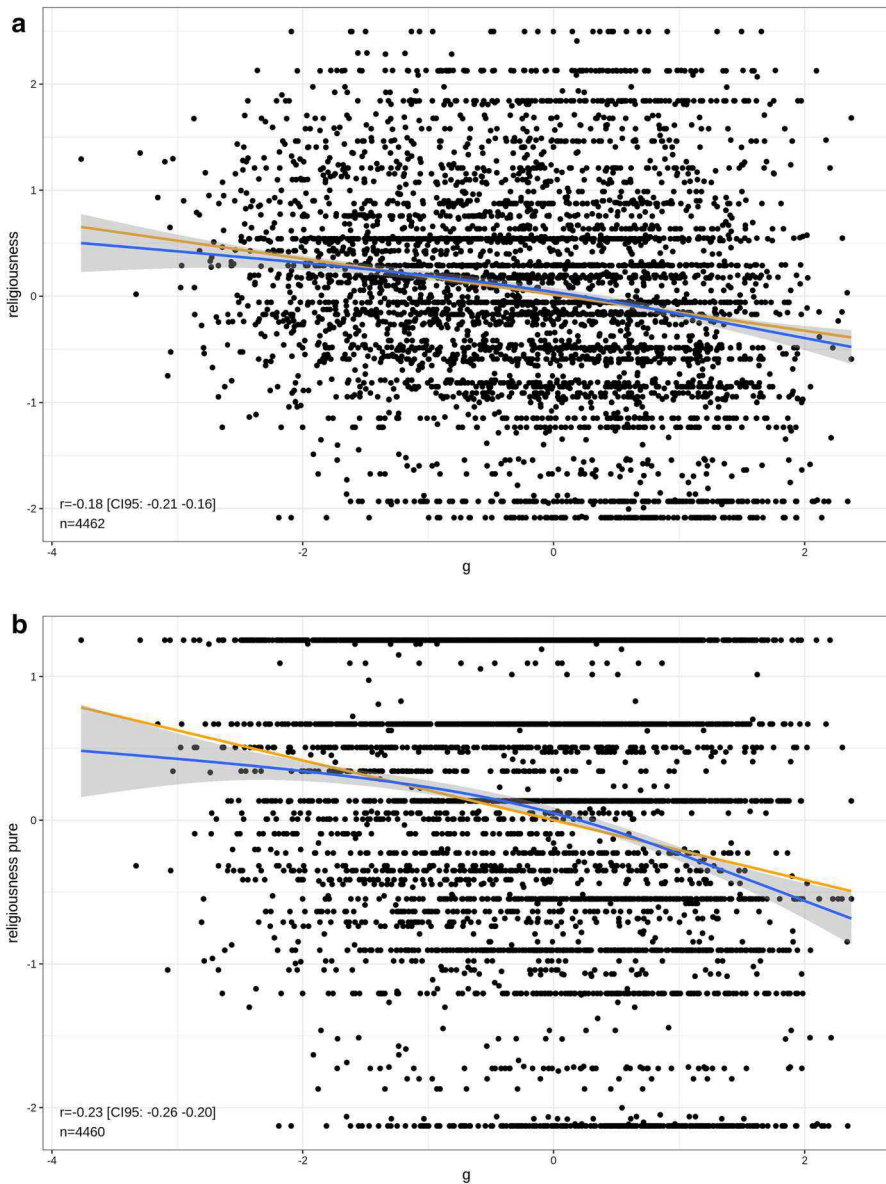 a
2
1
0
-1
-2
religiousness
r=-0.18 [CI95: -0.21 -0.16]
n=4462
-4
-2
0
2
g
b
1
0
-1
-2
religiousness pure
r=-0.23 [CI95: -0.26 -0.20]
n=4460
-4
-2
0
2
g